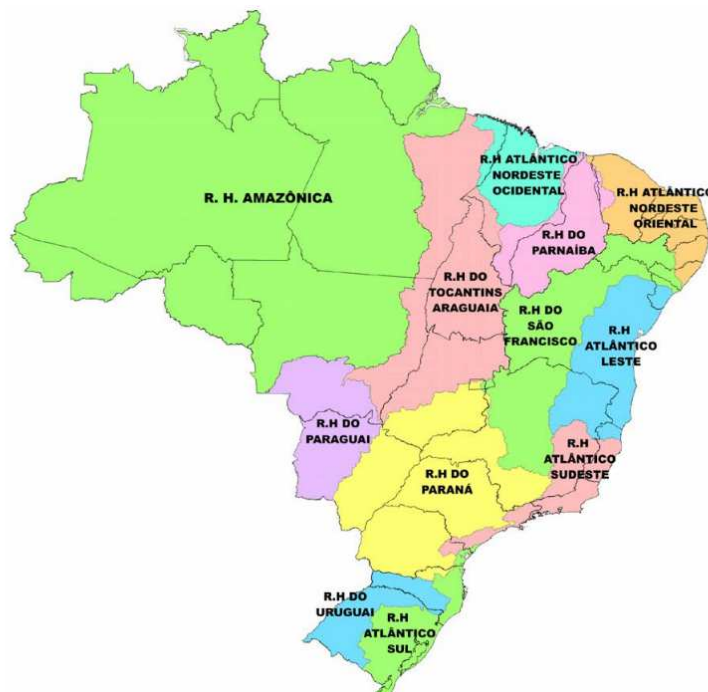 R. H. AMAZÔNICA
R.H ATLÂNTICO
NORDESTE
OCIDENTAL
R.H ATLÂNTICO
NORDESTE
ORIENTAL
R.H DO
PARNAÍBA
R.H DO
TOCANTINS
ARAGUAIA
R.H DO
SÃO
FRANCISCO
R.H
ATLÂNTICO
LESTE
R.H DO
PARAGUAI
R.H
ATLÂNTICO
SUDESTE
R.H DO
PARANÁ
R.H DO
URUGUAI
R.H
ATLÂNTICO
SUL